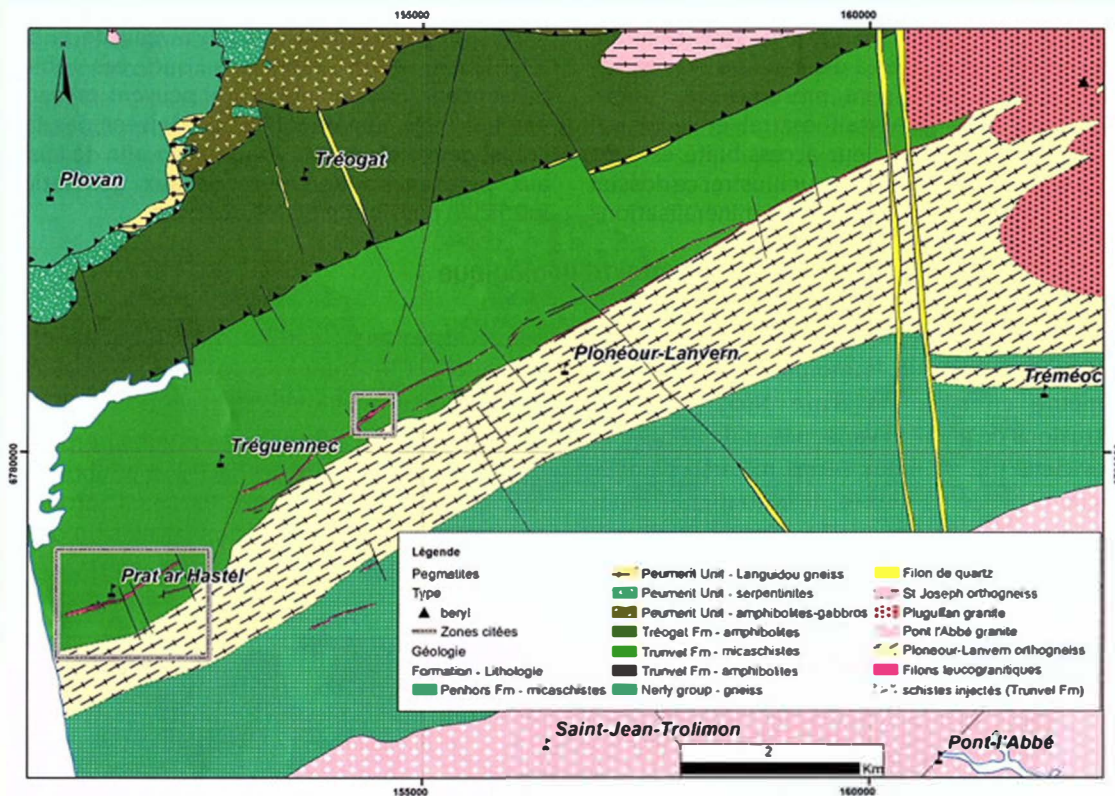 155000
160000
Plovan
Tréogat
Plonéour-Lanvern
Tréméoc
Tréguennec
6780000
Prat ar Hastel
Légende
Pegmatites
Type
beryl
Zones citées
Géologie
Formation - Lithologie
Penhors Fm - micaschistes
Peumerit Unit - Languidou gneiss
Peumerit Unit - serpentinites
Peumerit Unit - amphibolites-gabbros
Tréogat Fm - amphibolites
Trunvel Fm - micaschistes
Trunvel Fm - amphibolites
Nerly group - gneiss
Filon de quartz
St Joseph orthogneiss
Pluguffan granite
Pont l'Abbé granite
Ploneour-Lanvern orthogneiss
Filons leucogranitiques
schistes injectés (Trunvel Fm)
Saint-Jean-Trolimon
2
Km
Pont-l'Abbé
155000
160000